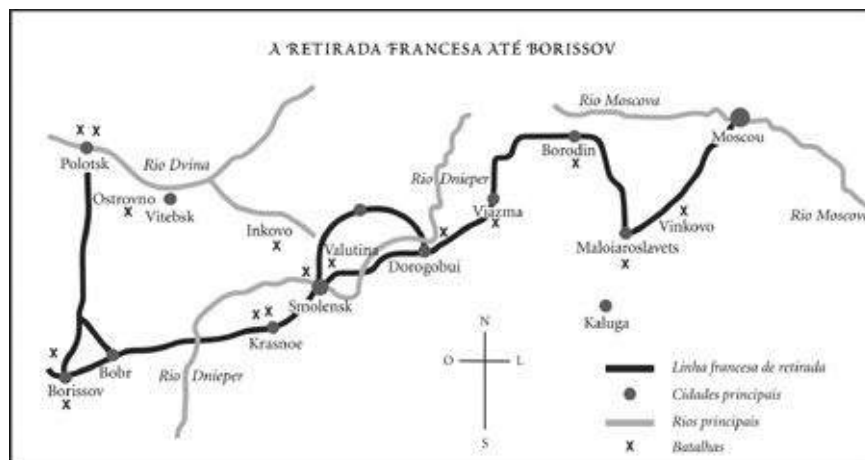 A RETIRADA FRANCESA ATÉ BORISSOV
Rio Moscova
Moscou
Polotsk
Rio Dvina
Borodin
Rio Dnieper
Ostrovno
Vitebsk
Viazma
Rio Moscova
Inkovo
Valutina
Vinkovo
Dorogobui
Maloiaroslavets
Smolensk
Kaluga
Krasnoe
N
O
L
S
Rio Dnieper
Bobr
Borissov
Linha francesa de retirada
Cidades principais
Rios principais
x Batalhas